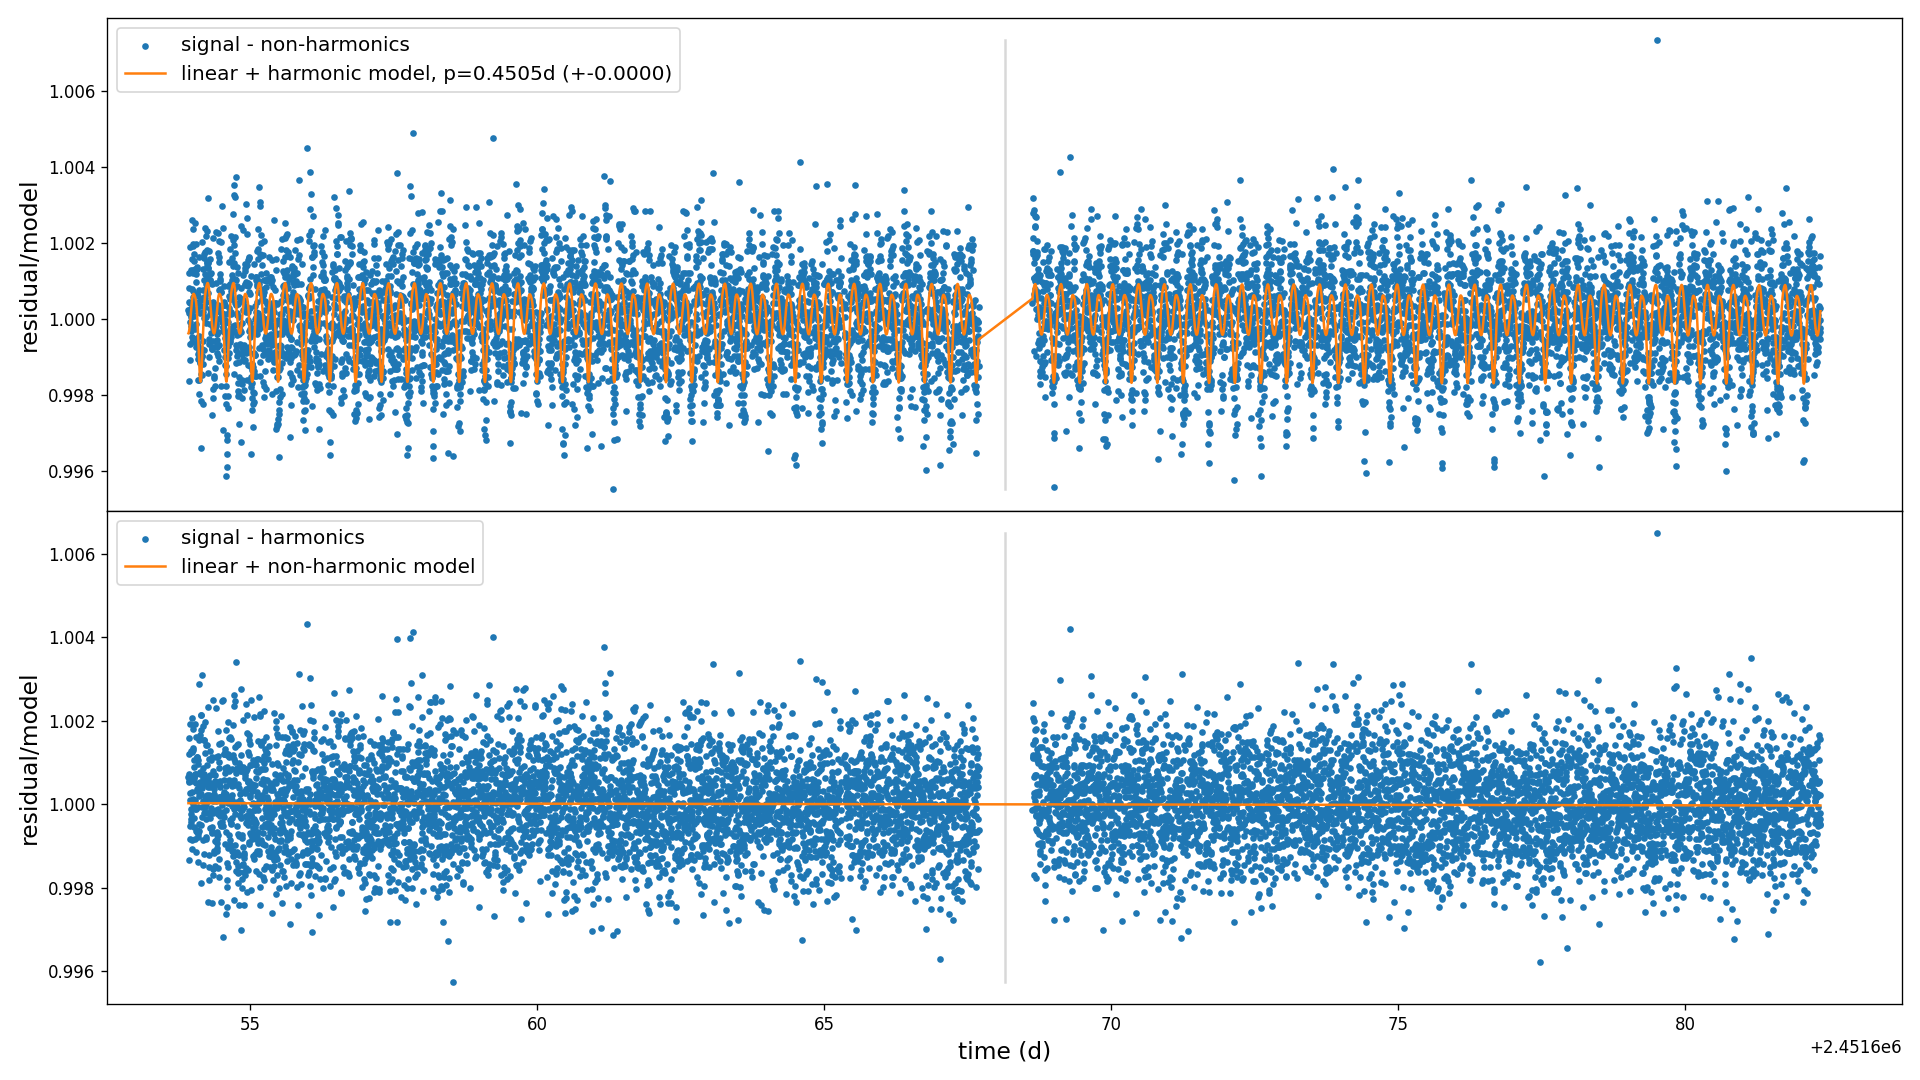 signal - non-harmonics
linear + harmonic model, p=0.4505d (+-0.0000)
residual/model
1.006
1.004
1.002
1.000
0.998
0.996
signal - harmonics
linear + non-harmonic model
residual/model
1.006
1.004
1.002
1.000
0.998
0.996
55
60
65
70
75
80
time (d)
+2.4516e6